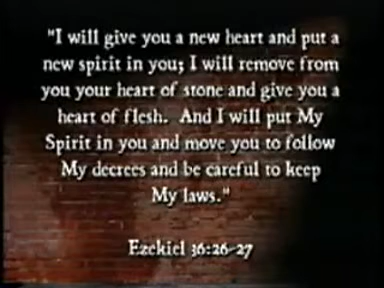 "I will give you a new heart and put a
new spirit in you; I will remove from
you your heart of stone and give you a
heart of flesh.  And I will put My
Spirit in you and move you to follow
My decrees and be careful to keep
My laws."
Ezekiel 36:26-27